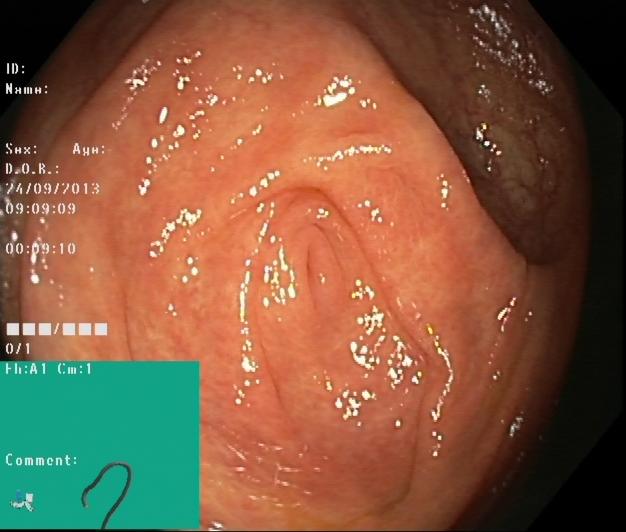 ID:
Name:
Sex: Age:
D.O.B.:
24/09/2013
09:09:09
00:09:10
/
0/1
Eh:A1 Cm:1
Comment: